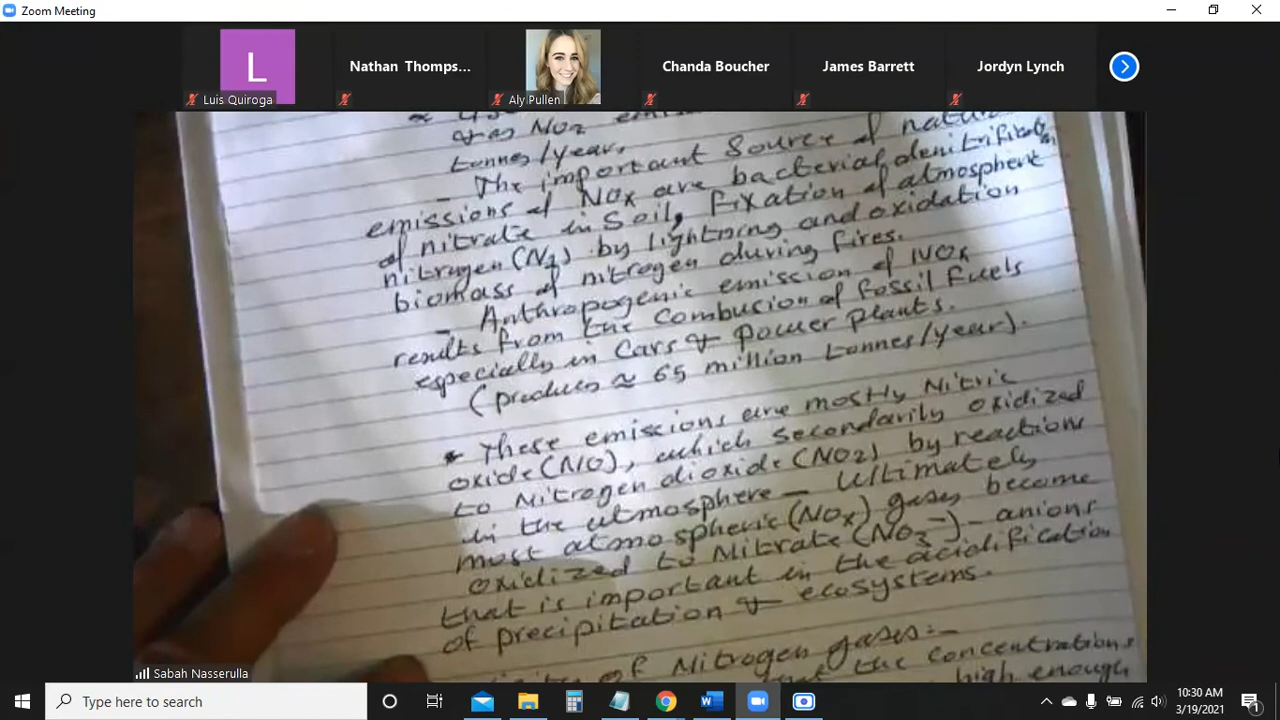 Zoom Meeting
L
Luis Quiroga
Nathan Thomps...
Aly Pullen
Chanda Boucher
James Barrett
Jordyn Lynch
gas NO2
tonnes/year.
- The important source of
emissions of NOx are bacterial denitrification
of nitrate in soil, fixation of atmospheric
nitrogen (N2) by lightning and oxidation
biomass of nitrogen during fires.
- Anthropogenic emission of NOx
results from the combusion of fossil fuels
especially in cars & power plants.
(produces ≈ 65 million tonnes/year).
* These emissions are mostly Nitric
oxide (NO), which secondarily oxidized
to Nitrogen dioxide (NO2) by reactions
in the atmosphere - Ultimately
most atmospheric (NOx) gases become
oxidized to Nitrate (NO3-) - anions
that is important in the acidification
of precipitation & ecosystems.
of Nitrogen gases:-
the concentrations
high enough
Sabah Nasserulla
Type here to search
10:30 AM
3/19/2021
1